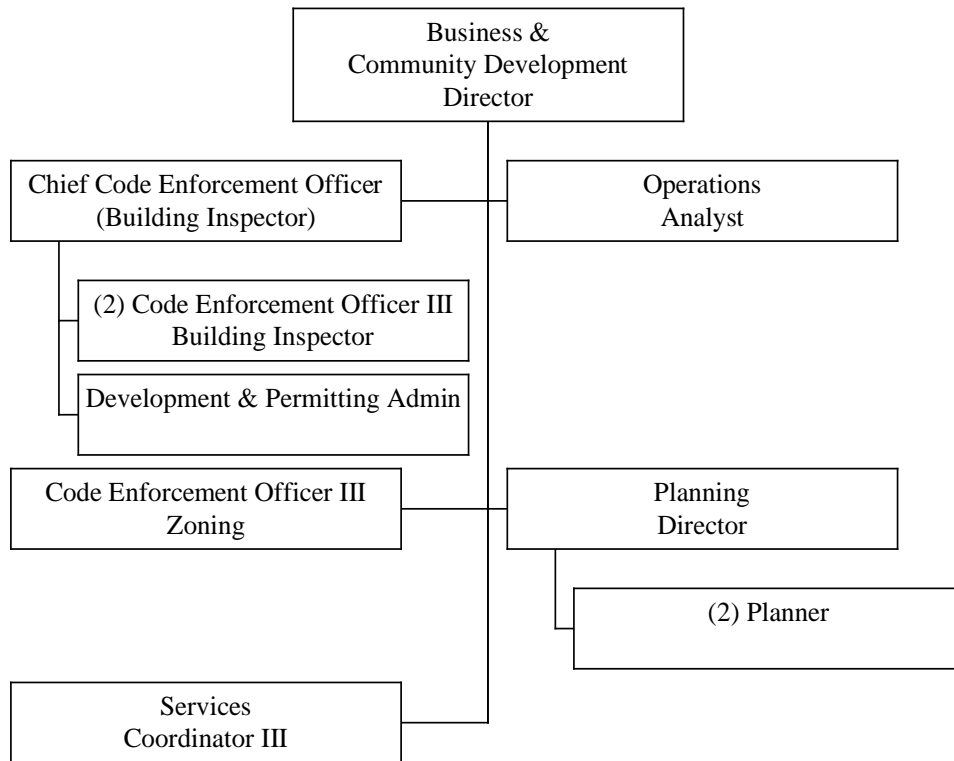 Business &
Community Development
Director
Chief Code Enforcement Officer
(Building Inspector)
Operations
Analyst
(2) Code Enforcement Officer III
Building Inspector
Development & Permitting Admin
Code Enforcement Officer III
Zoning
Planning
Director
(2) Planner
Services
Coordinator III